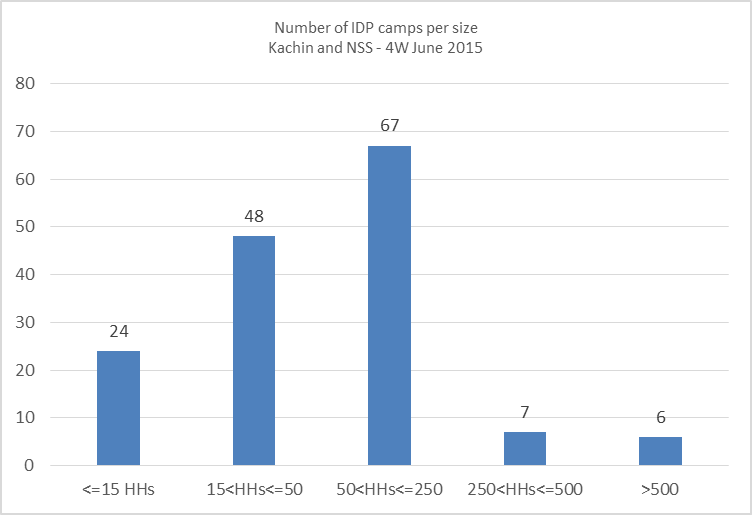 Number of IDP camps per size
Kachin and NSS - 4W June 2015
80
70
60
50
40
30
20
10
0
24
48
67
7
6
<=15 HHs
15<HHs<=50
50<HHs<=250
250<HHs<=500
>500